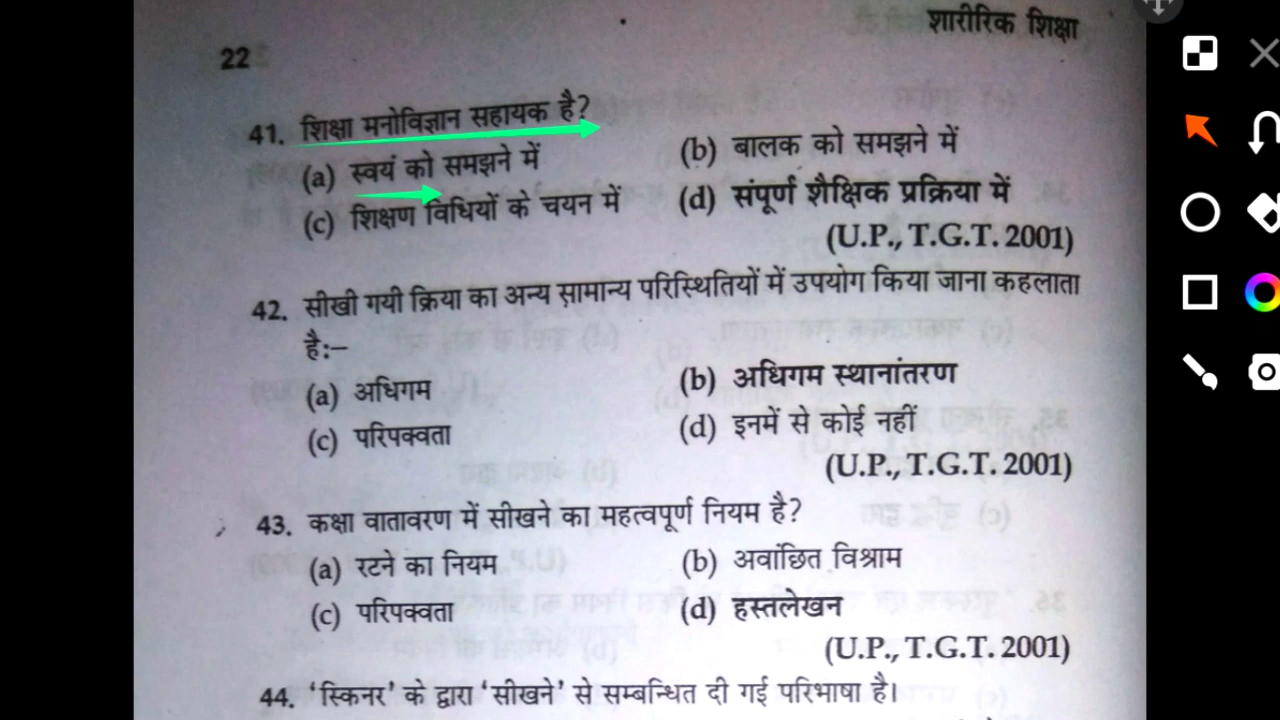 शारीरिक शिक्षा
22
41. शिक्षा मनोविज्ञान सहायक है?
(a) स्वयं को समझने में (b) बालक को समझने में
(c) शिक्षण विधियों के चयन में (d) संपूर्ण शैक्षिक प्रक्रिया में
(U.P., T.G.T. 2001)
42. सीखी गयी क्रिया का अन्य सामान्य परिस्थितियों में उपयोग किया जाना कहलाता
है:–
(a) अधिगम (b) अधिगम स्थानांतरण
(c) परिपक्वता (d) इनमें से कोई नहीं
(U.P., T.G.T. 2001)
43. कक्षा वातावरण में सीखने का महत्वपूर्ण नियम है?
(a) रटने का नियम (b) अवांछित विश्राम
(c) परिपक्वता (d) हस्तलेखन
(U.P., T.G.T. 2001)
44. 'स्किनर' के द्वारा 'सीखने' से सम्बन्धित दी गई परिभाषा है।